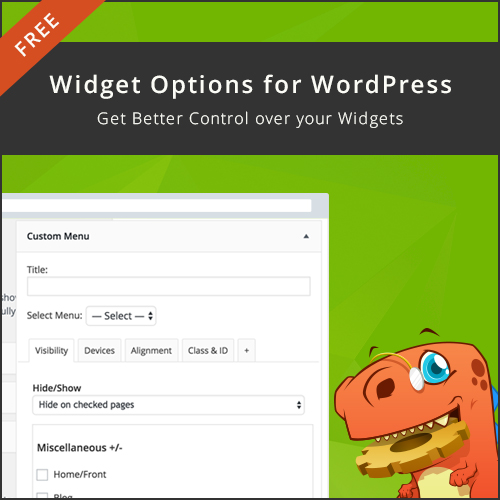 FREE
Widget Options for WordPress
Get Better Control over your Widgets
Custom Menu
Title:
Select Menu: — Select —
Visibility Devices Alignment Class & ID +
Hide/Show
Hide on checked pages
Miscellaneous +/-
Home/Front
Blog